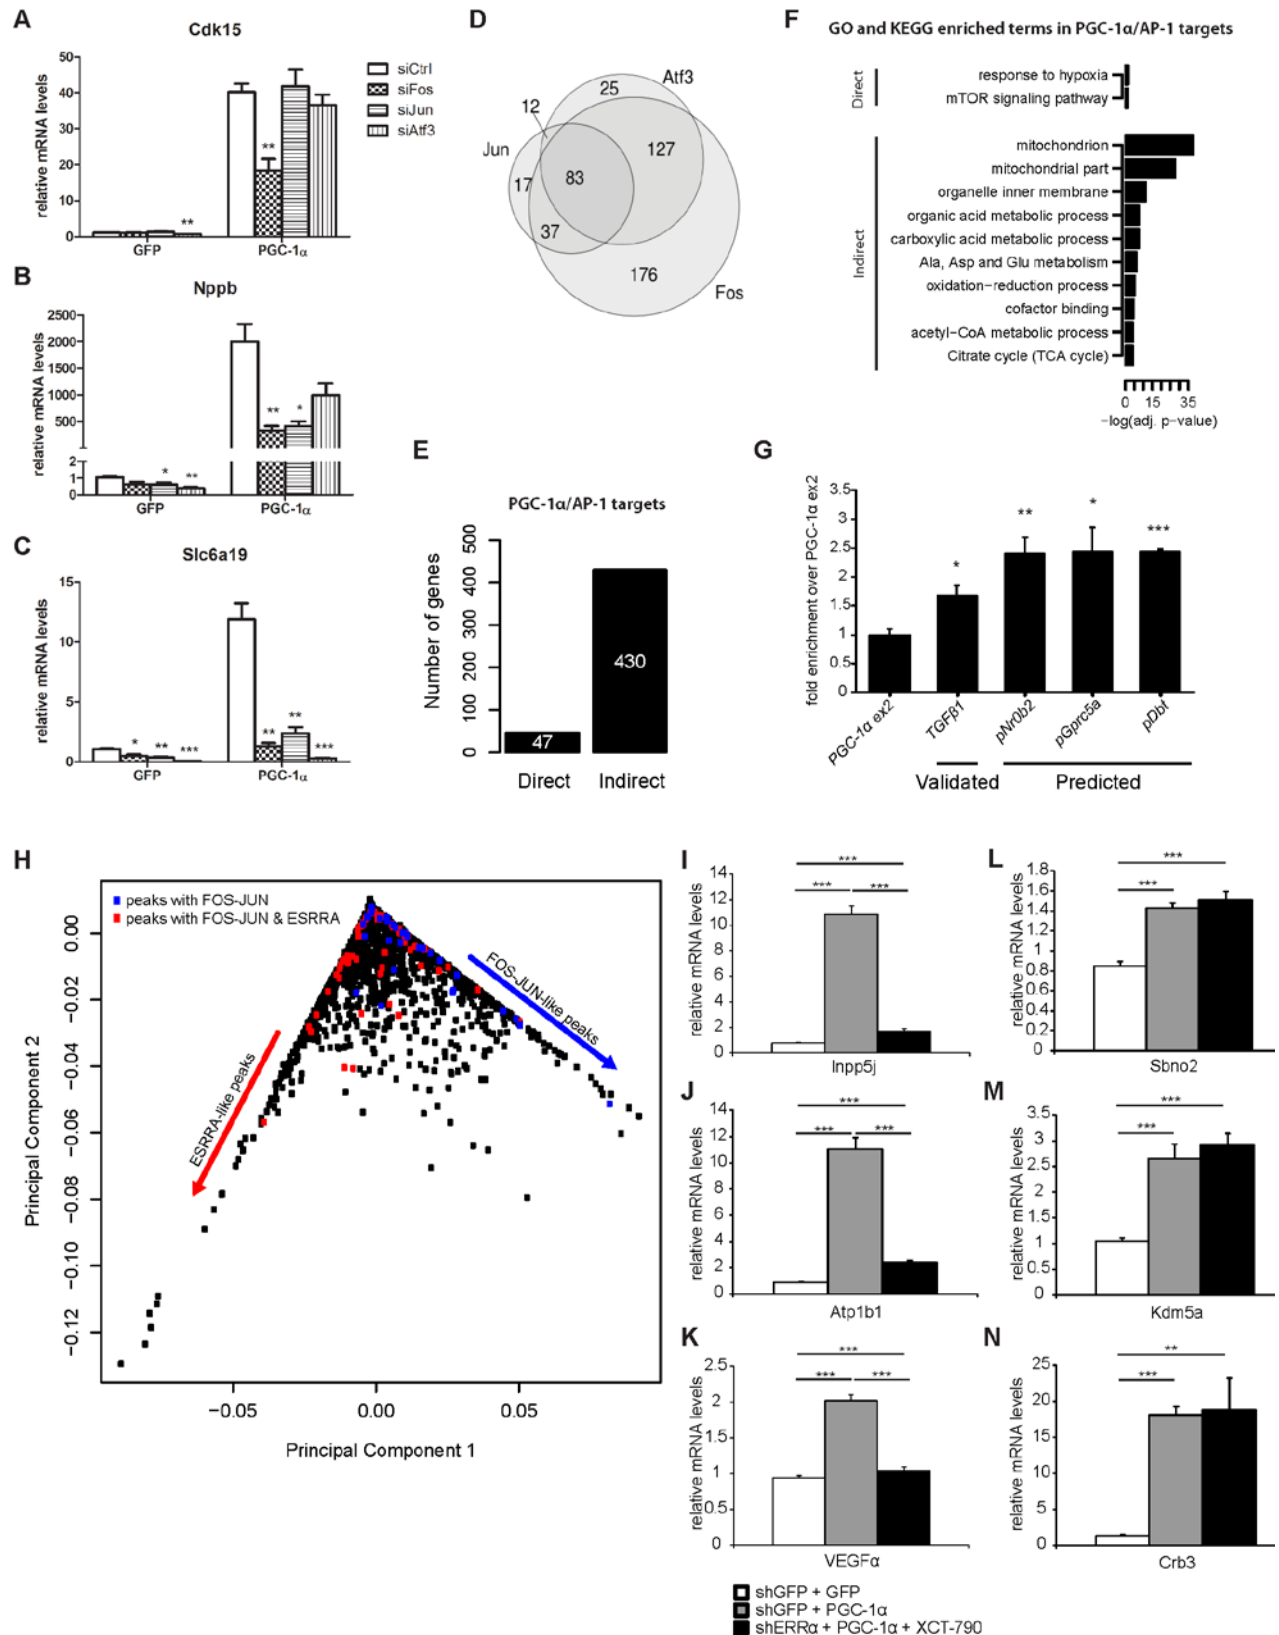 A
Cdk15
relative mRNA levels
50
40
30
20
10
0
**
**
GFP
PGC-1α
siCtrl
siFos
siJun
siAtf3
B
Nppb
relative mRNA levels
2500
2000
1500
1000
500
2
1
0
*
**
**
*
GFP
PGC-1α
C
Slc6a19
relative mRNA levels
15
10
5
0
*
**
***
**
**
***
GFP
PGC-1α
D
Atf3
25
12
Jun
127
17
83
37
176
Fos
E
PGC-1α/AP-1 targets
Number of genes
500
400
300
200
100
0
47
430
Direct
Indirect
F
GO and KEGG enriched terms in PGC-1α/AP-1 targets
Direct
response to hypoxia
mTOR signaling pathway
Indirect
mitochondrion
mitochondrial part
organelle inner membrane
organic acid metabolic process
carboxylic acid metabolic process
Ala, Asp and Glu metabolism
oxidation-reduction process
cofactor binding
acetyl-CoA metabolic process
Citrate cycle (TCA cycle)
0 15 35
-log(adj. p-value)
G
fold enrichment over PGC-1α ex2
3.5
3
2.5
2
1.5
1
0.5
0
*
**
*
***
PGC-1α ex2
TGFβ1
pNr0b2
pGprc5a
pDbt
Validated
Predicted
H
peaks with FOS-JUN
peaks with FOS-JUN & ESRRA
FOS-JUN-like peaks
ESRRA-like peaks
Principal Component 2
0.00
-0.02
-0.04
-0.06
-0.08
-0.10
-0.12
-0.05
0.00
0.05
Principal Component 1
I
relative mRNA levels
14
12
10
8
6
4
2
0
***
***
***
Inpp5j
J
relative mRNA levels
14
12
10
8
6
4
2
0
***
***
***
Atp1b1
K
relative mRNA levels
2.5
2
1.5
1
0.5
0
***
***
***
VEGFα
L
relative mRNA levels
1.8
1.6
1.4
1.2
1
0.8
0.6
0.4
0.2
0
***
***
Sbno2
M
relative mRNA levels
3.5
3
2.5
2
1.5
1
0.5
0
***
***
Kdm5a
N
relative mRNA levels
25
20
15
10
5
0
**
***
Crb3
shGFP + GFP
shGFP + PGC-1α
shERRα + PGC-1α + XCT-790